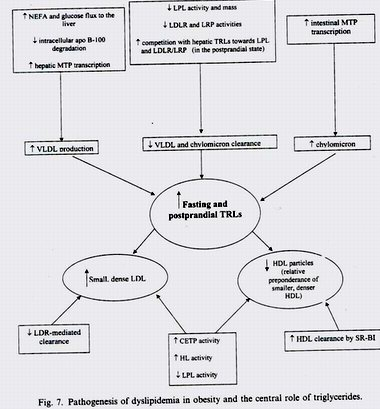 ↑ NEFA and glucose flux to the
liver
↓ intracellular apo B-100
degradation
↑ hepatic MTP transcription
↓ LPL activity and mass
↓ LDLR and LRP activities
↑ competition with hepatic TRLs towards LPL
and LDLR/LRP (in the postprandial state)
↑ intestinal MTP
transcription
↑ VLDL production
↓ VLDL and chvlomicron clearance
↑ chylomicron
↑ Fasting and
postprandial TRLs
↑ Small dense LDL
↓ HDL particles
(relative
preponderance of
smaller, denser
HDL)
↓ LDR-mediated
clearance
↑ CETP activity
↑ HL activity
↓ LPL activity
↑ HDL clearance by SR-BI
Fig. 7. Pathogenesis of dyslipidemia in obesity and the central role of triglycerides.